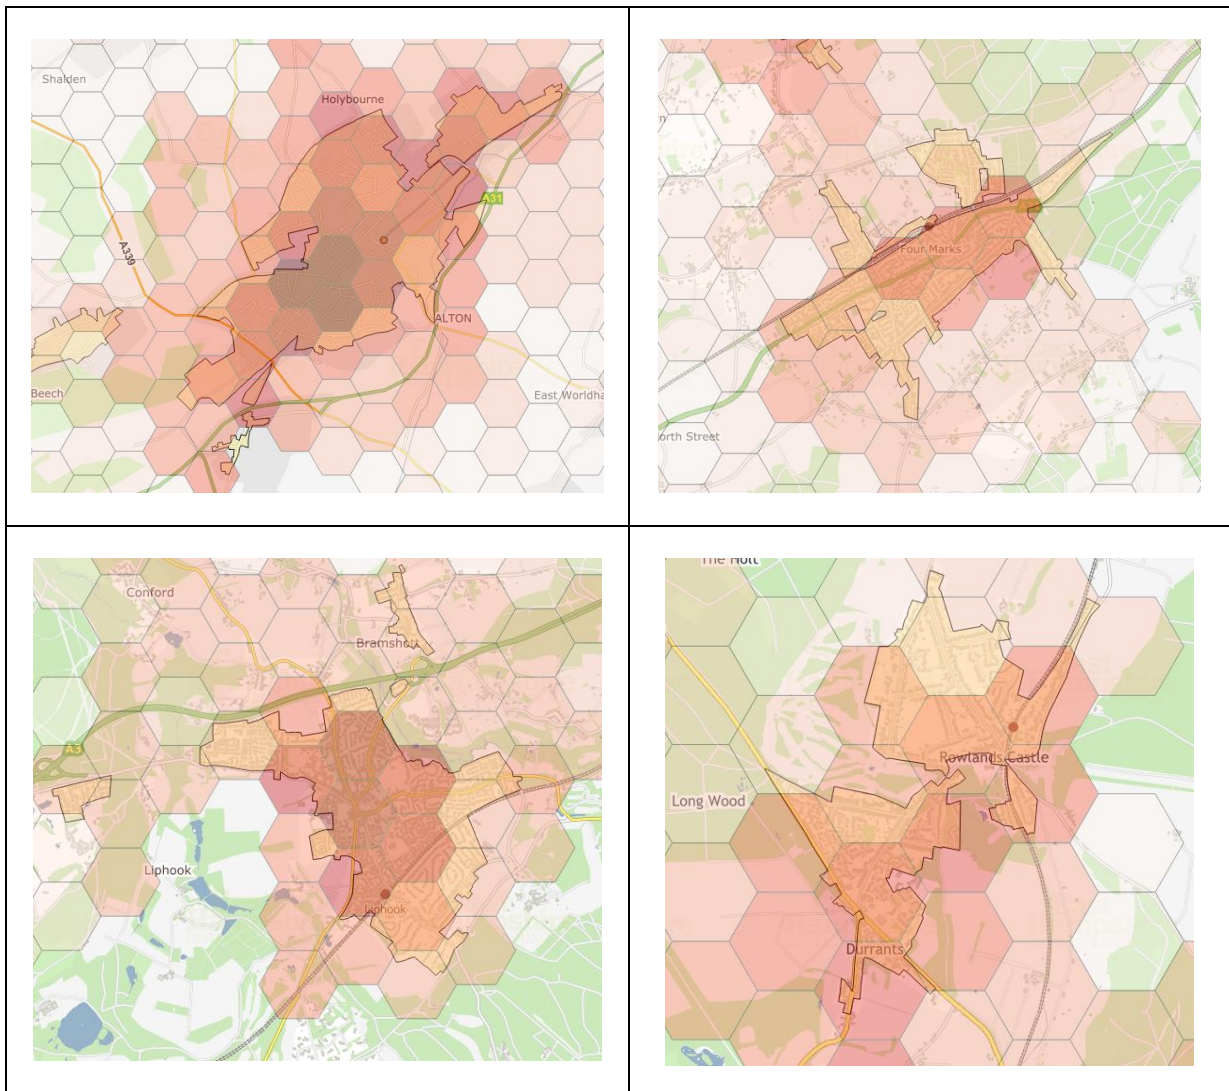 Shalden
Holybourne
A31
A339
ALTON
Beech
East Worldha
Four Marks
orth Street
Conford
Bramshott
A3
Liphook
Liphook
The Holt
Rowlands Castle
Long Wood
Durrants